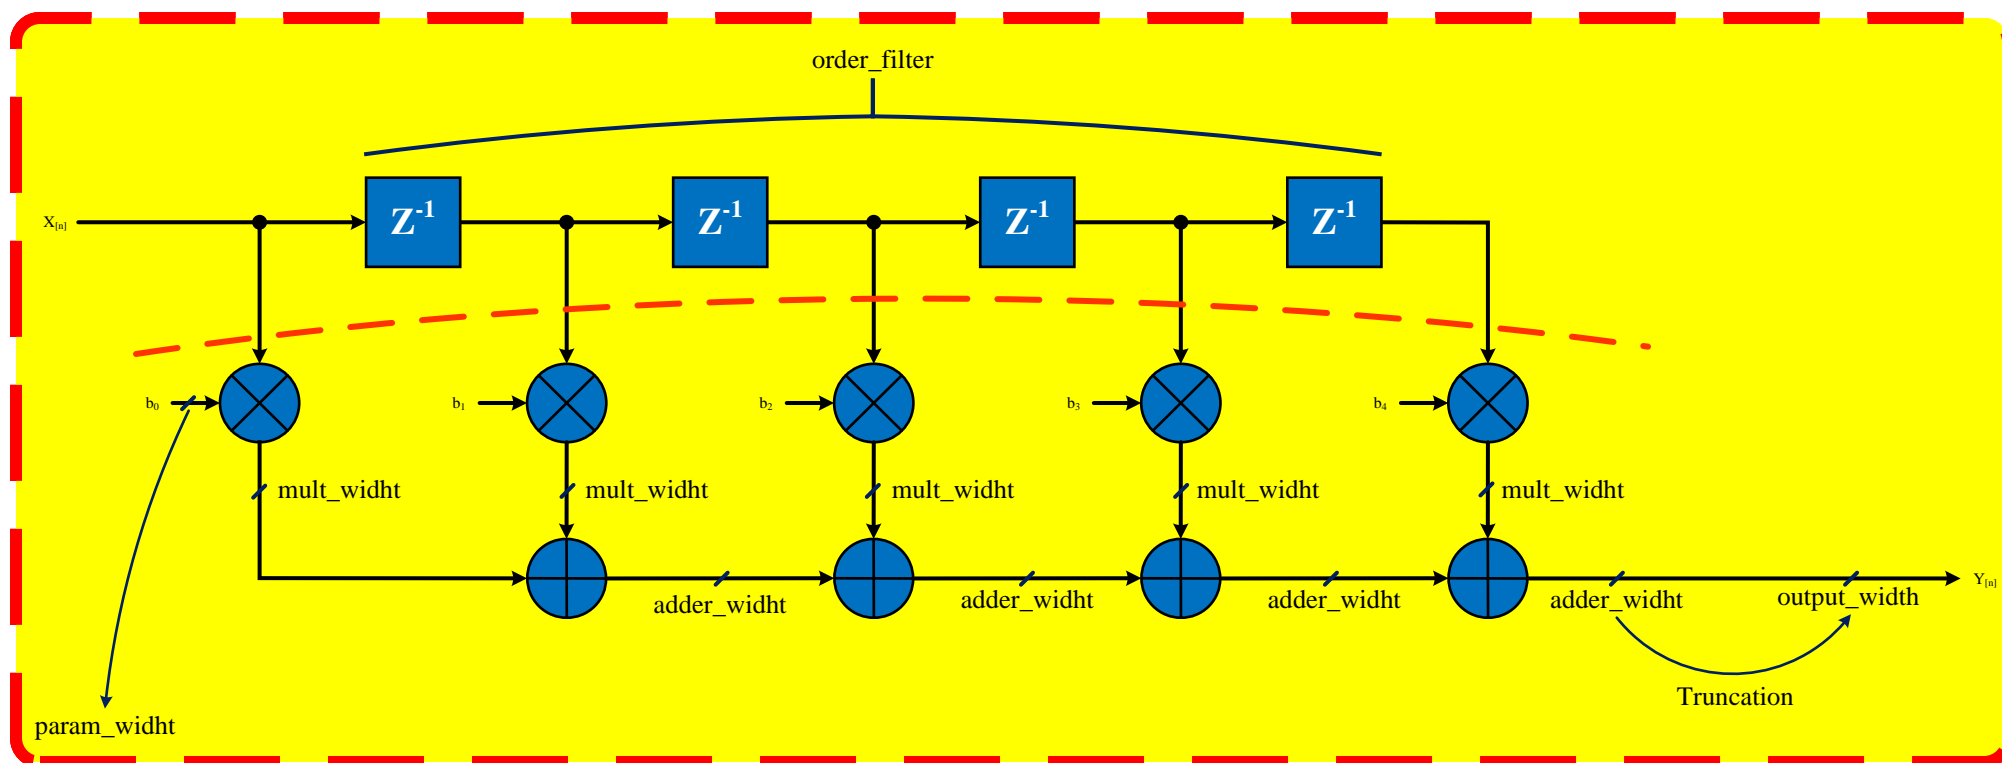 order_filter
X[n]
Z-1
Z-1
Z-1
Z-1
b0
b1
b2
b3
b4
mult_widht
mult_widht
mult_widht
mult_widht
mult_widht
Y[n]
adder_widht
adder_widht
adder_widht
adder_widht
output_width
Truncation
param_widht